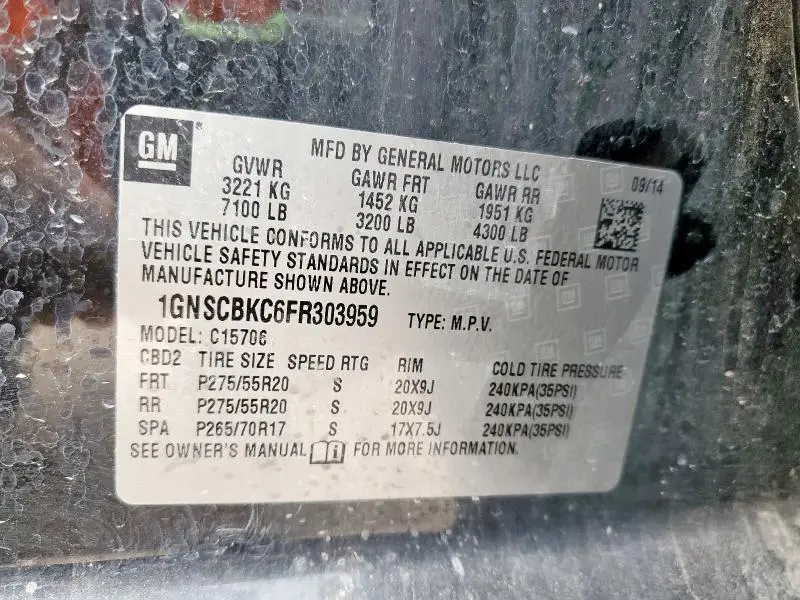 GM ®
MFD BY GENERAL MOTORS LLC
09/14
GVWR GAWR FRT GAWR RR
3221 KG 1452 KG 1951 KG
7100 LB 3200 LB 4300 LB
THIS VEHICLE CONFORMS TO ALL APPLICABLE U.S. FEDERAL MOTOR
VEHICLE SAFETY STANDARDS IN EFFECT ON THE DATE OF
MANUFACTURE SHOWN ABOVE.
1GNSCBKC6FR303959 TYPE: M.P.V.
MODEL: C15706
CBD2 TIRE SIZE SPEED RTG RIM COLD TIRE PRESSURE
FRT P275/55R20 S 20X9J 240KPA(35PSI)
RR P275/55R20 S 20X9J 240KPA(35PSI)
SPA P265/70R17 S 17X7.5J 240KPA(35PSI)
SEE OWNER'S MANUAL i FOR MORE INFORMATION.